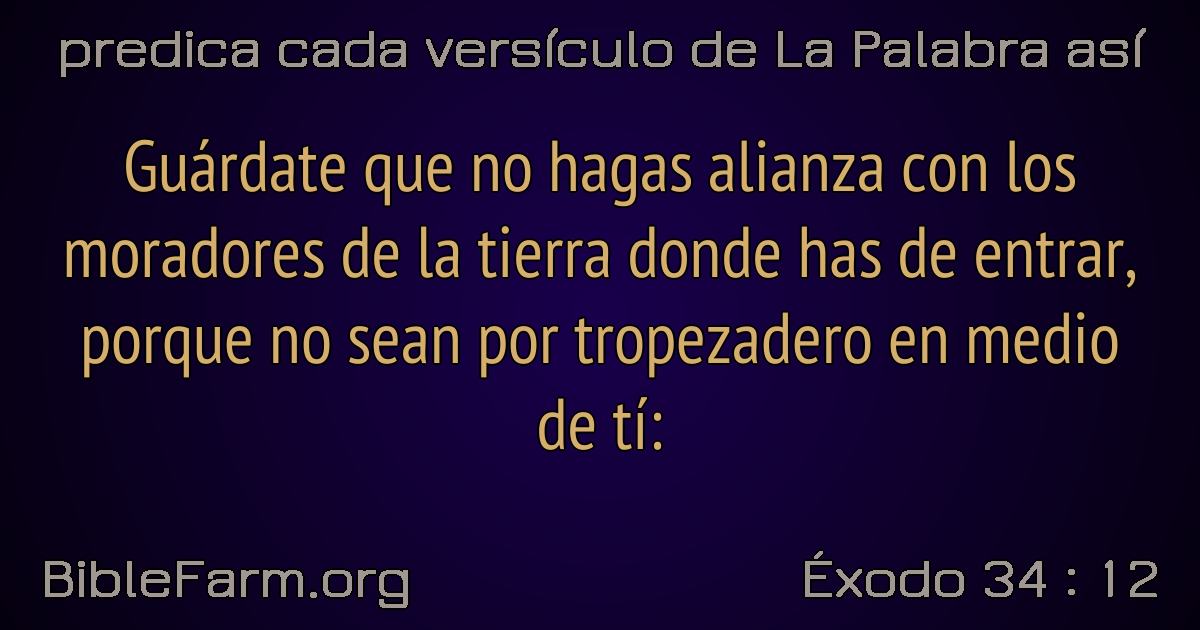 predica cada versículo de La Palabra así
Guárdate que no hagas alianza con los
moradores de la tierra donde has de entrar,
porque no sean por tropezadero en medio
de tí:
BibleFarm.org
Éxodo 34 : 12